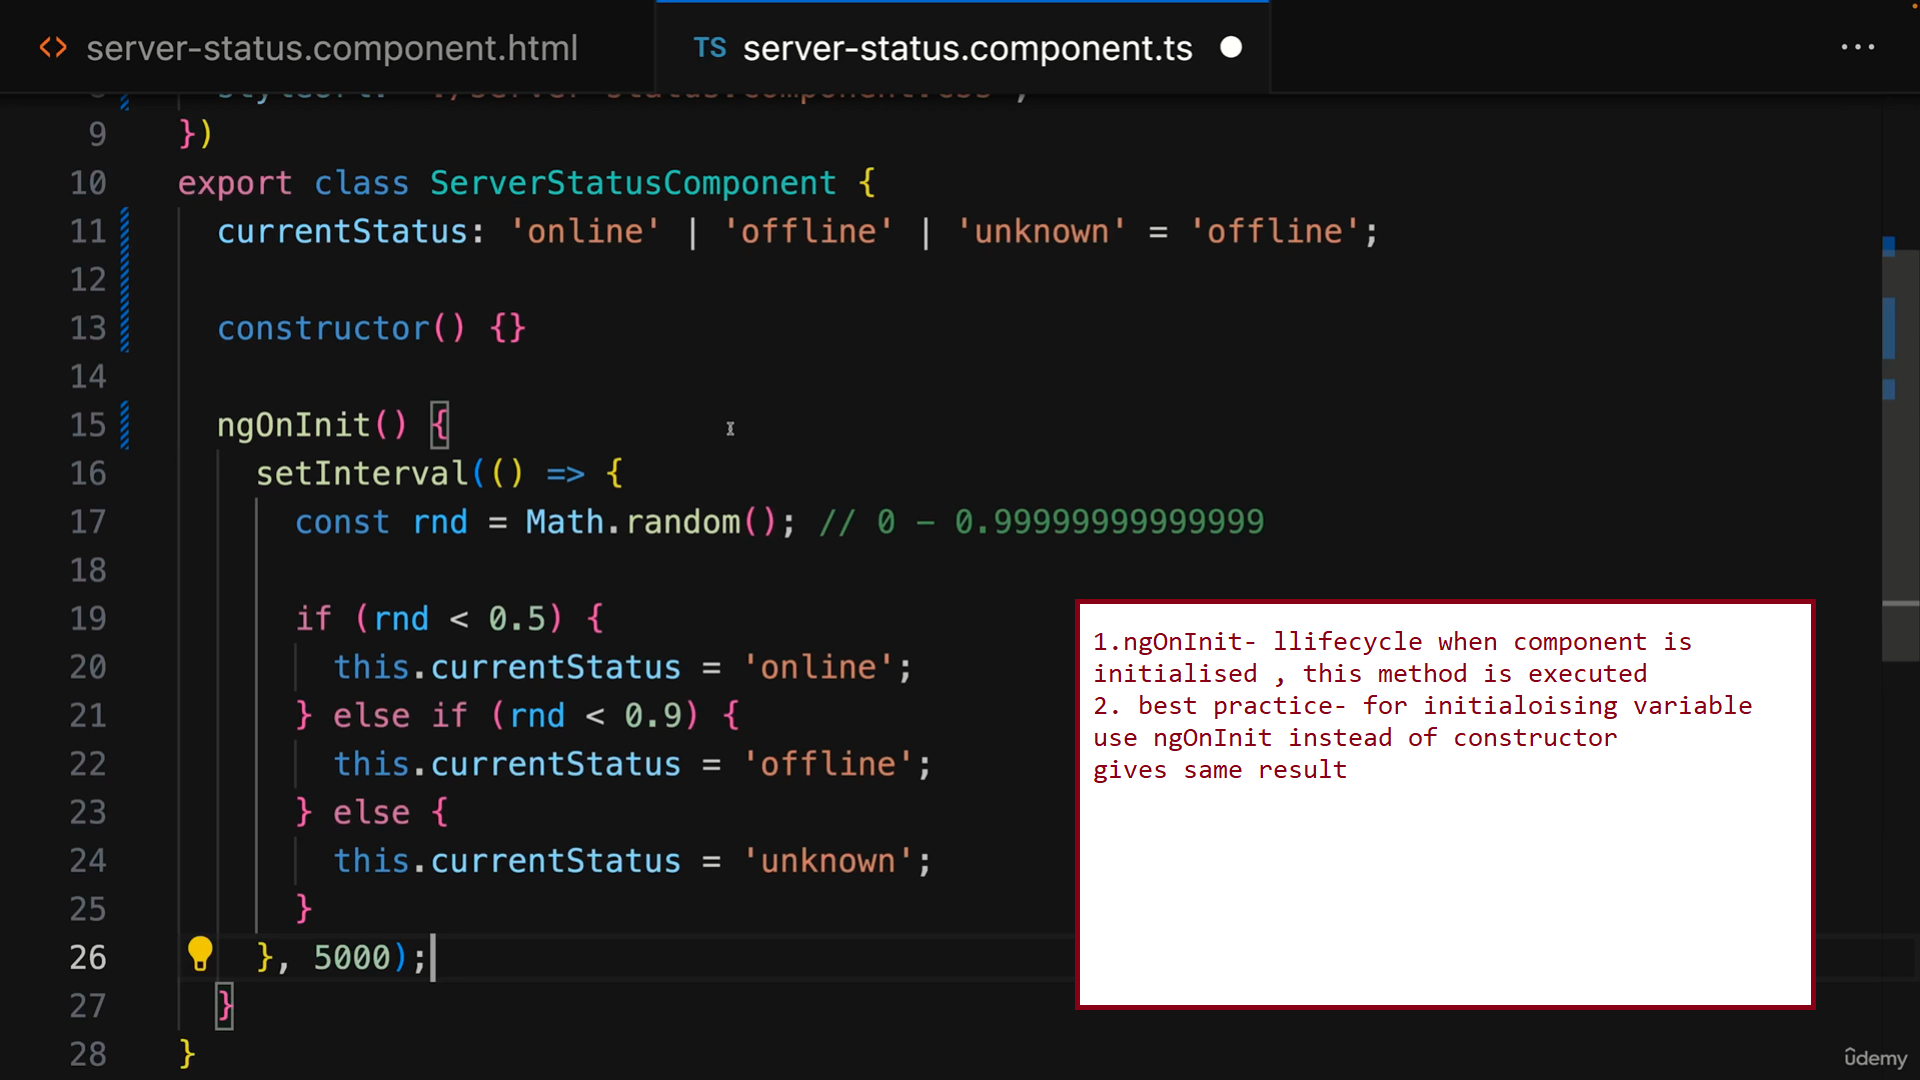 server-status.component.html
TS server-status.component.ts
9 })
10 export class ServerStatusComponent {
11 currentStatus: 'online' | 'offline' | 'unknown' = 'offline';
12
13 constructor() {}
14
15 ngOnInit() {
16 setInterval(() => {
17 const rnd = Math.random(); // 0 - 0.99999999999999
18
19 if (rnd < 0.5) {
20 this.currentStatus = 'online';
21 } else if (rnd < 0.9) {
22 this.currentStatus = 'offline';
23 } else {
24 this.currentStatus = 'unknown';
25 }
26 }, 5000);
27 }
28 }
1.ngOnInit- llifecycle when component is
initialised , this method is executed
2. best practice- for initialoising variable
use ngOnInit instead of constructor
gives same result
ûdemy